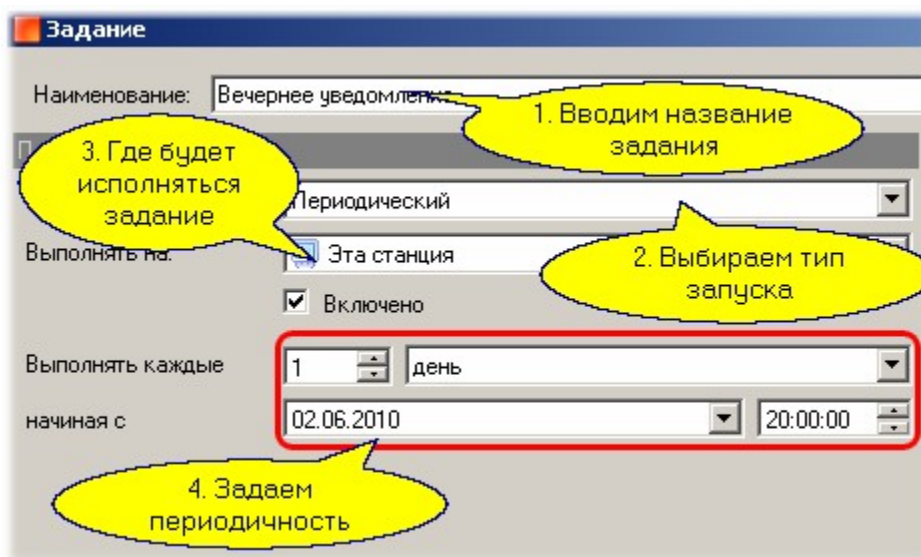 Задание
Наименование: Вечернее уведомление
1. Вводим название
задания
3. Где будет
исполняться
задание
Периодический
2. Выбираем тип
запуска
Выполнять на: Эта станция
Включено
Выполнять каждые 1 день
начиная с 02.06.2010 20:00:00
4. Задаем
периодичность